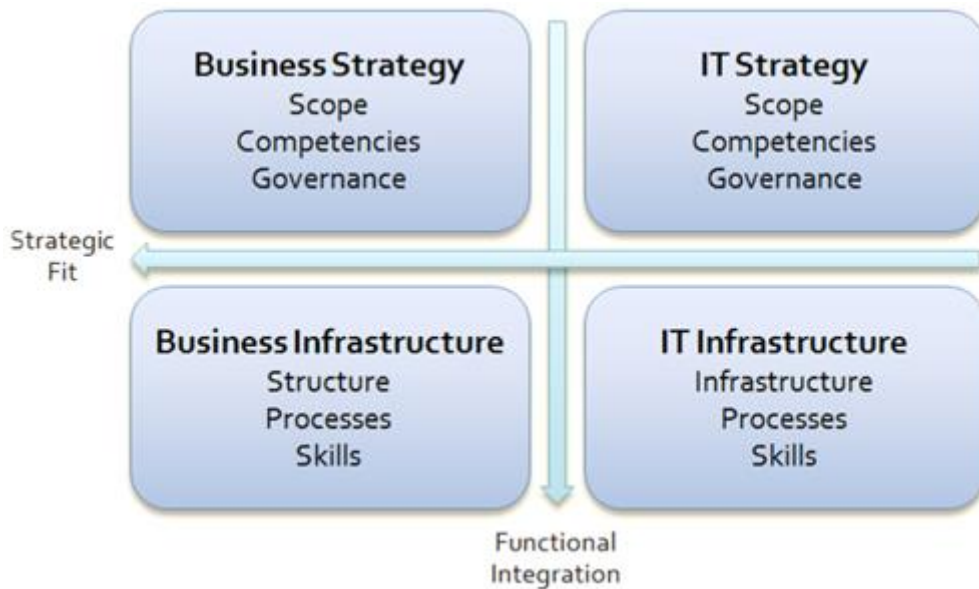 Business Strategy
Scope
Competencies
Governance
IT Strategy
Scope
Competencies
Governance
Strategic
Fit
Business Infrastructure
Structure
Processes
Skills
IT Infrastructure
Infrastructure
Processes
Skills
Functional
Integration